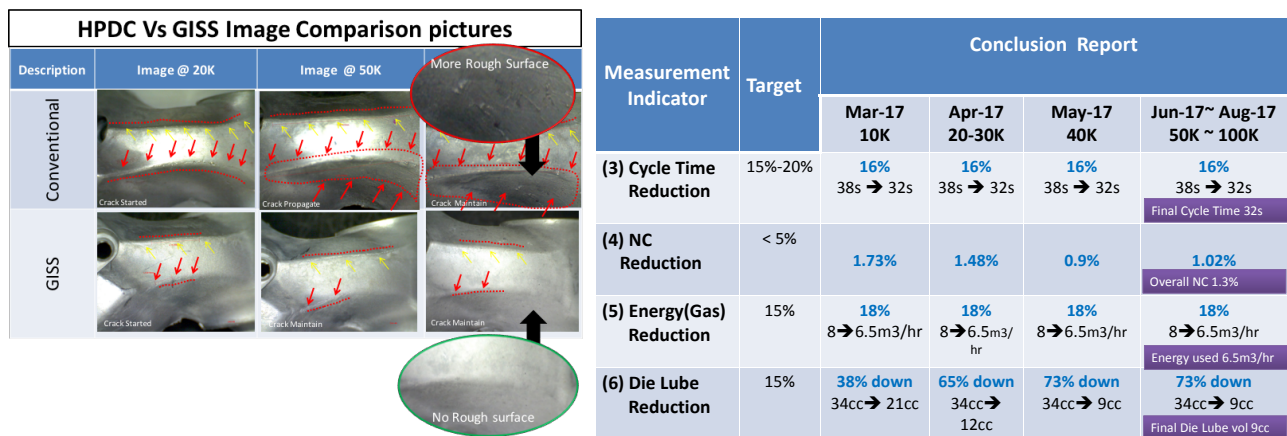 HPDC Vs GISS Image Comparison pictures
Description
Image @ 20K
Image @ 50K
More Rough Surface
Conventional
Crack Started
Crack Propagate
Crack Maintain
GISS
Crack Started
Crack Maintain
Crack Maintain
No Rough surface
Measurement
Indicator
Target
Conclusion Report
Mar-17
10K
Apr-17
20-30K
May-17
40K
Jun-17~ Aug-17
50K ~ 100K
(3) Cycle Time
Reduction
15%-20%
16%
38s ➔ 32s
16%
38s ➔ 32s
16%
38s ➔ 32s
16%
38s ➔ 32s
Final Cycle Time 32s
(4) NC
Reduction
< 5%
1.73%
1.48%
0.9%
1.02%
Overall NC 1.3%
(5) Energy(Gas)
Reduction
15%
18%
8➔6.5m3/hr
18%
8➔6.5m3/
hr
18%
8➔6.5m3/hr
18%
8➔6.5m3/hr
Energy used 6.5m3/hr
(6) Die Lube
Reduction
15%
38% down
34cc➔ 21cc
65% down
34cc➔
12cc
73% down
34cc➔ 9cc
73% down
34cc➔ 9cc
Final Die Lube vol 9cc